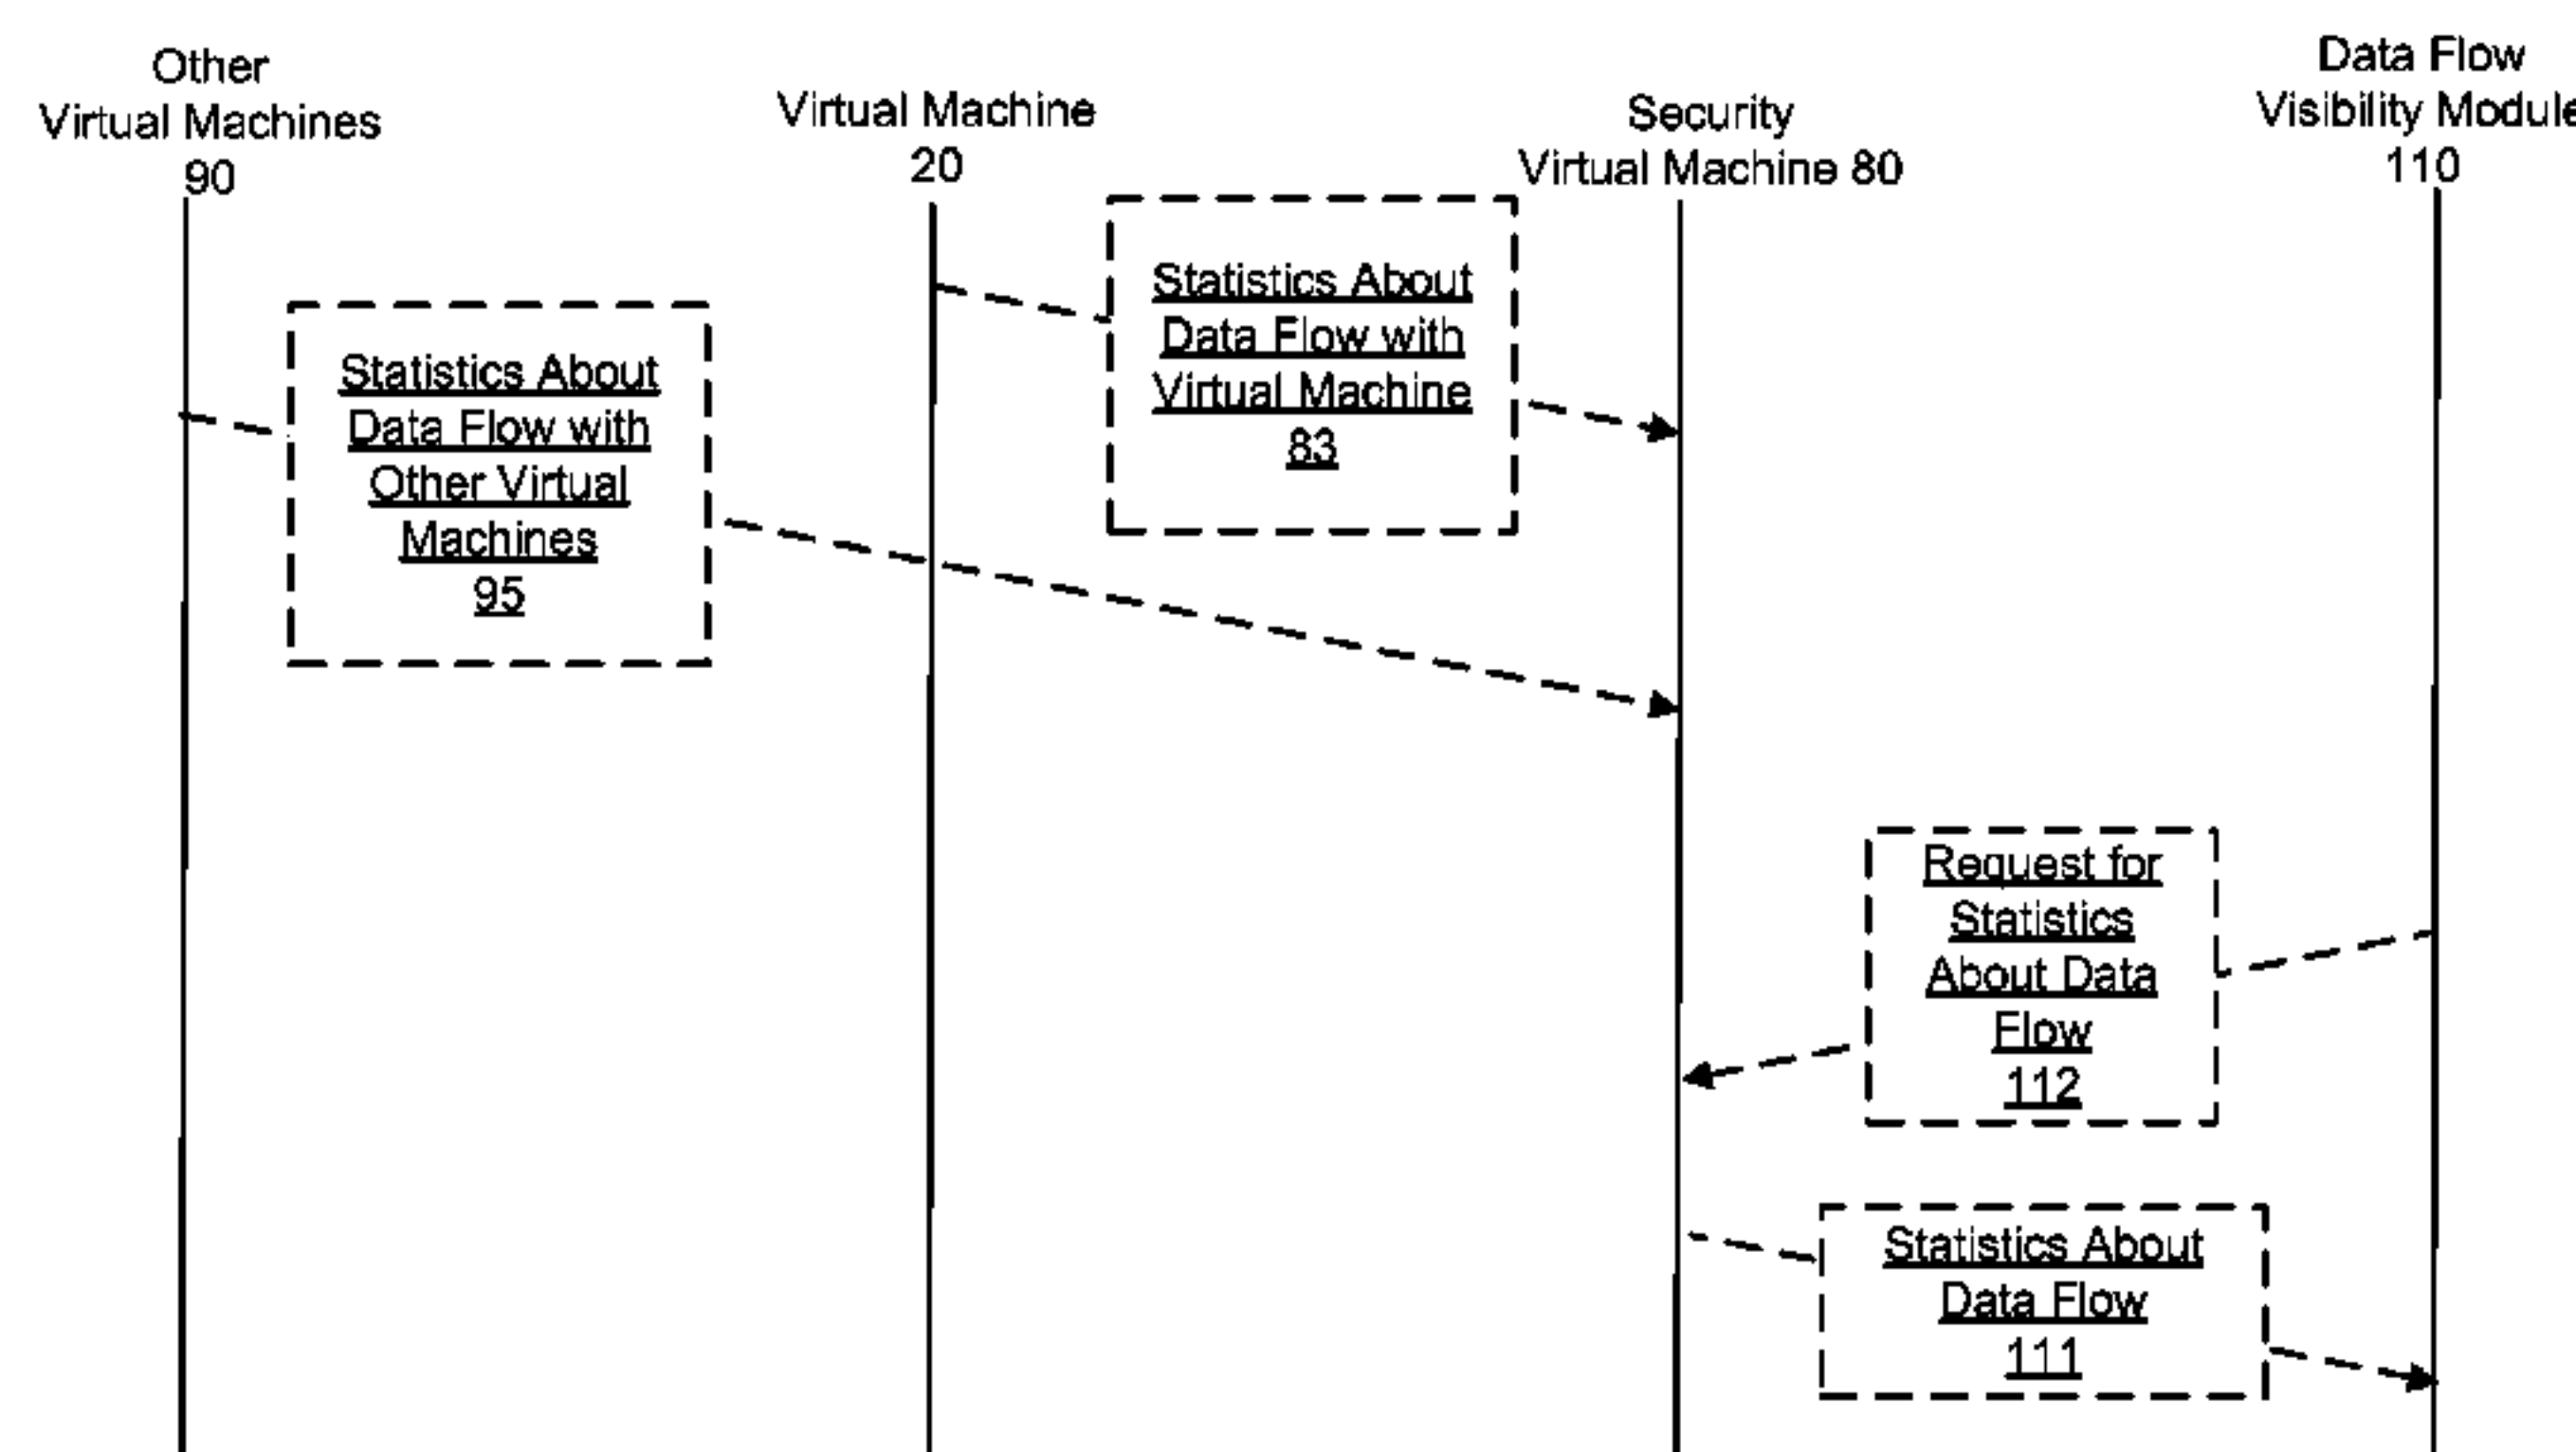 Other
Virtual Machines
90
Virtual Machine
20
Security
Virtual Machine 80
Data Flow
Visibility Module
110
Statistics About
Data Flow with
Virtual Machine
83
Statistics About
Data Flow with
Other Virtual
Machines
95
Request for
Statistics
About Data
Flow
112
Statistics About
Data Flow
111